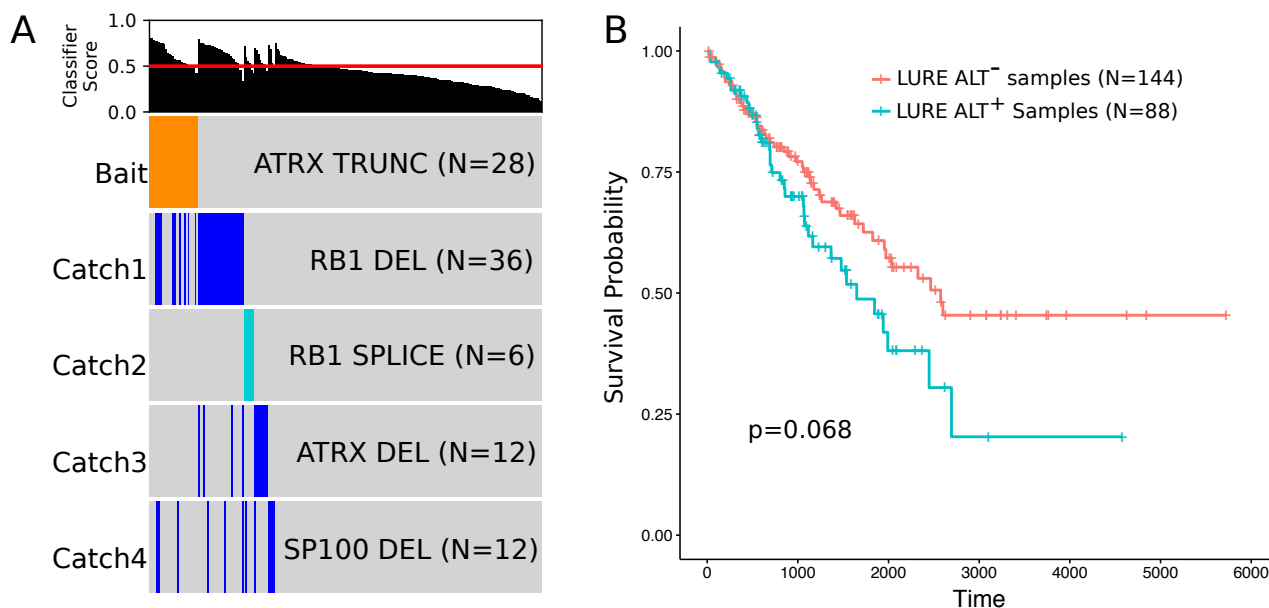 A
Classifier
Score
1.0
0.5
0.0
Bait
ATRX TRUNC (N=28)
Catch1
RB1 DEL (N=36)
Catch2
RB1 SPLICE (N=6)
Catch3
ATRX DEL (N=12)
Catch4
SP100 DEL (N=12)
B
Survival Probability
1.00
0.75
0.50
0.25
0.00
LURE ALT⁻ samples (N=144)
LURE ALT⁺ Samples (N=88)
p=0.068
0 1000 2000 3000 4000 5000 6000
Time